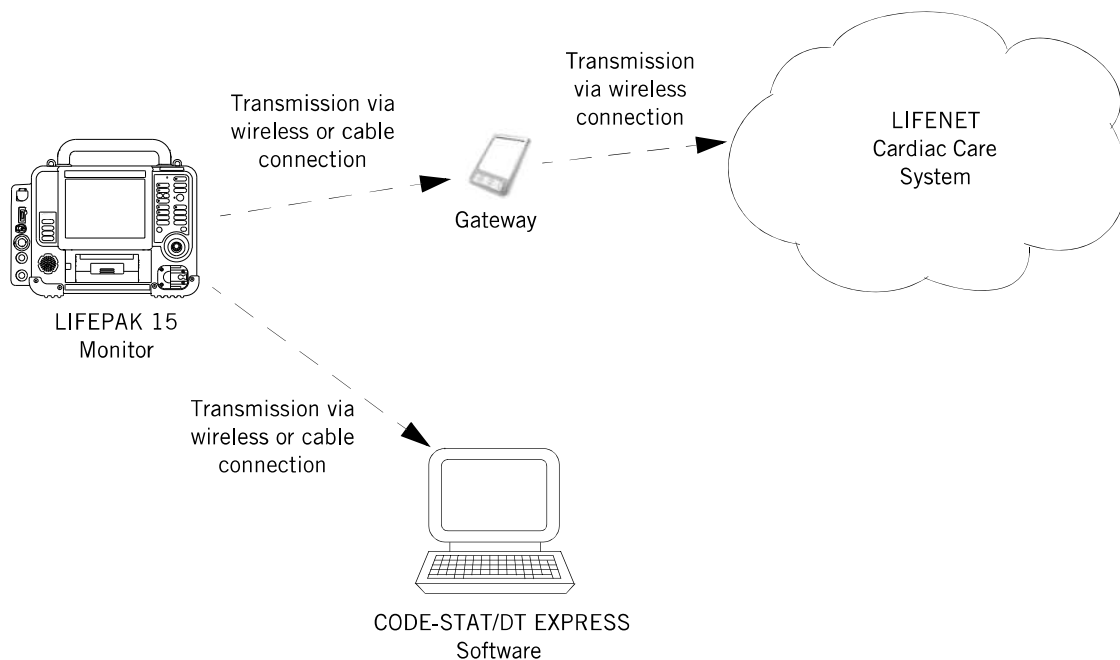 Transmission via
wireless or cable
connection
Transmission
via wireless
connection
LIFENET
Cardiac Care
System
Gateway
LIFEPAK 15
Monitor
Transmission via
wireless or cable
connection
CODE-STAT/DT EXPRESS
Software